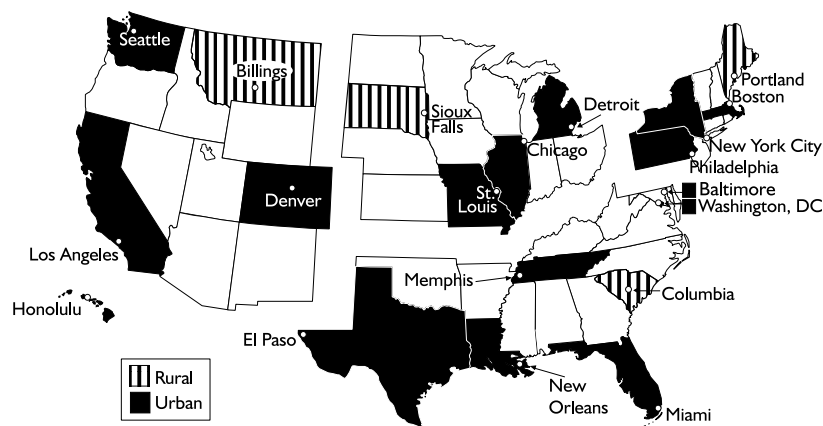 Seattle
Billings
Portland
Boston
Sioux
Falls
Detroit
Chicago
New York City
Philadelphia
Baltimore
Washington, DC
Denver
St.
Louis
Los Angeles
Memphis
Columbia
Honolulu
El Paso
New
Orleans
Miami
Rural
Urban